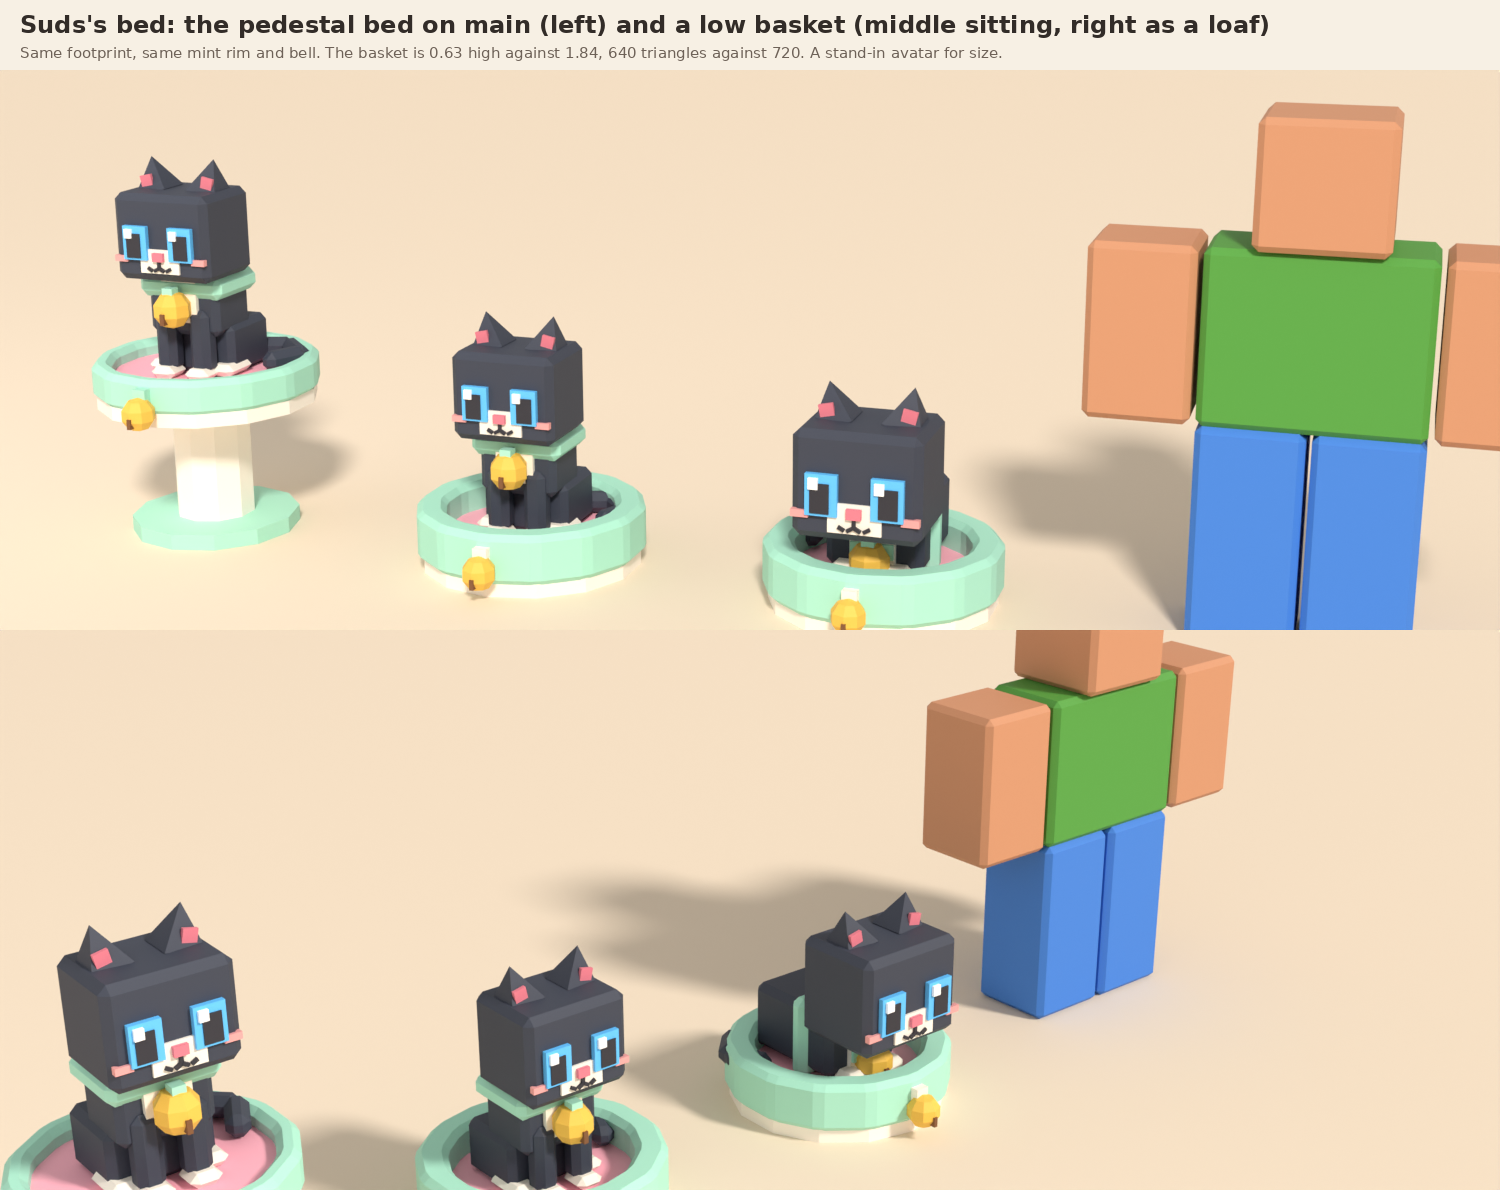 Suds's bed: the pedestal bed on main (left) and a low basket (middle sitting, right as a loaf)
Same footprint, same mint rim and bell. The basket is 0.63 high against 1.84, 640 triangles against 720. A stand-in avatar for size.